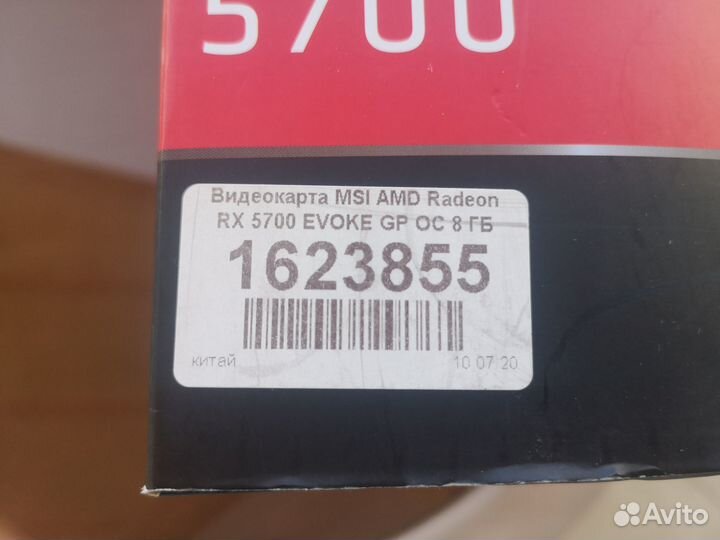 5700
Видеокарта MSI AMD Radeon
RX 5700 EVOKE GP OC 8 ГБ
1623855
китай 10 07 20
Avito